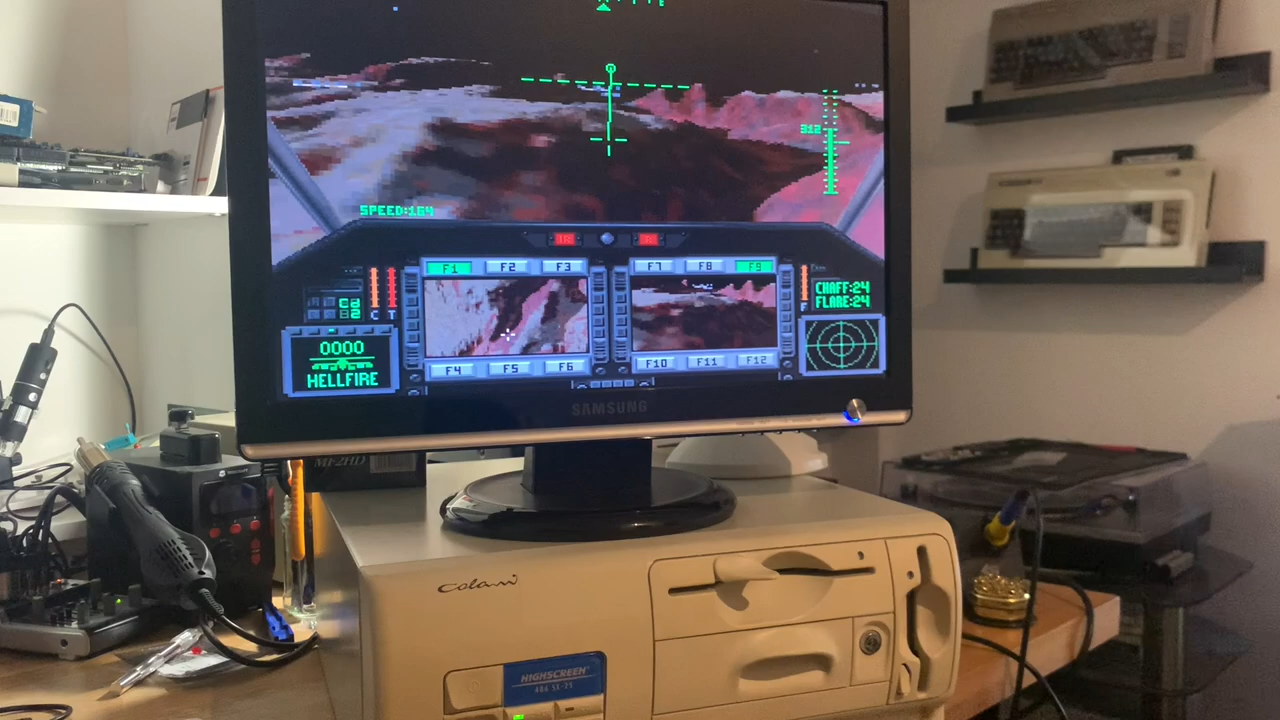 312
SPEED:164
F1 F2 F3
F7 F8 F9
CHAFF:24
FLARE:24
C T
F
0000
HELLFIRE
F4 F5 F6
F10 F11 F12
SAMSUNG
MF2HD
Colani
HIGHSCREEN
486 SX-25